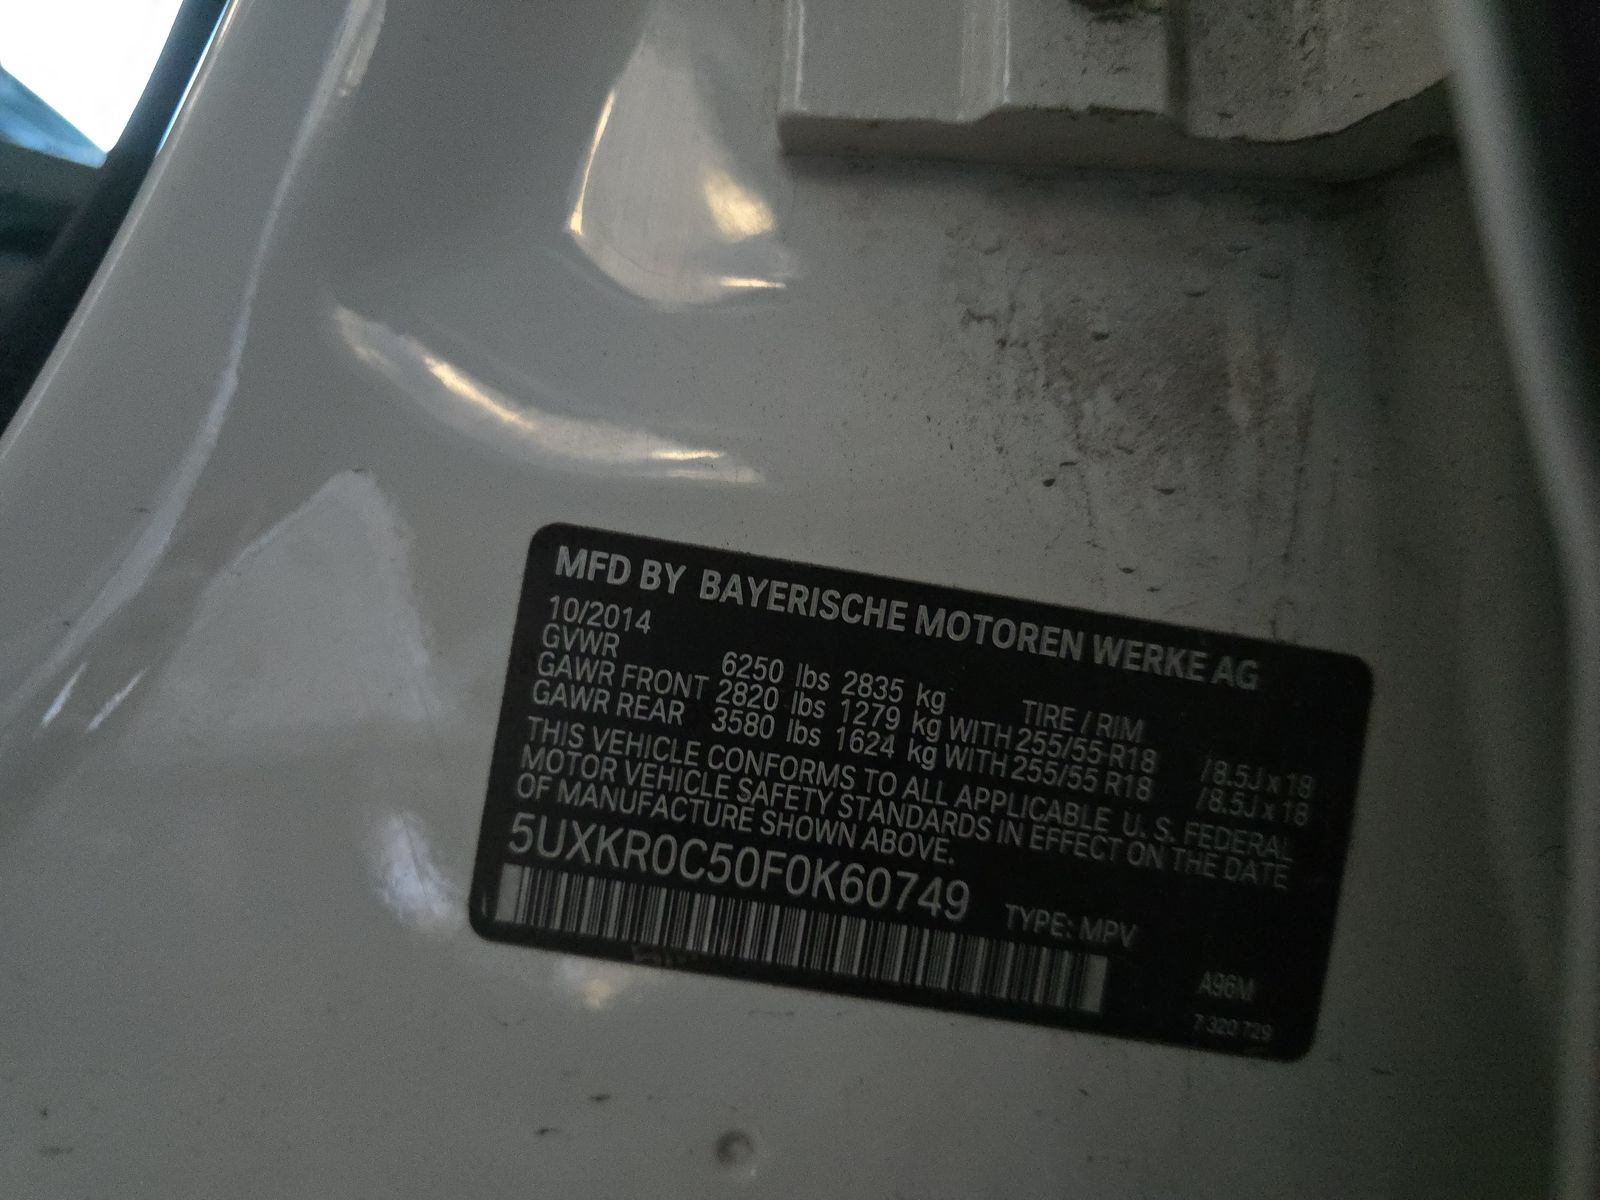 MFD BY BAYERISCHE MOTOREN WERKE AG
10/2014
GVWR 6250 lbs 2835 kg TIRE / RIM
GAWR FRONT 2820 lbs 1279 kg WITH 255/55-R18 /8.5J x 18
GAWR REAR 3580 lbs 1624 kg WITH 255/55 R18 /8.5J x 18
THIS VEHICLE CONFORMS TO ALL APPLICABLE U. S. FEDERAL
MOTOR VEHICLE SAFETY STANDARDS IN EFFECT ON THE DATE
OF MANUFACTURE SHOWN ABOVE.
5UXKR0C50F0K60749 TYPE: MPV
A96M
7 320 729